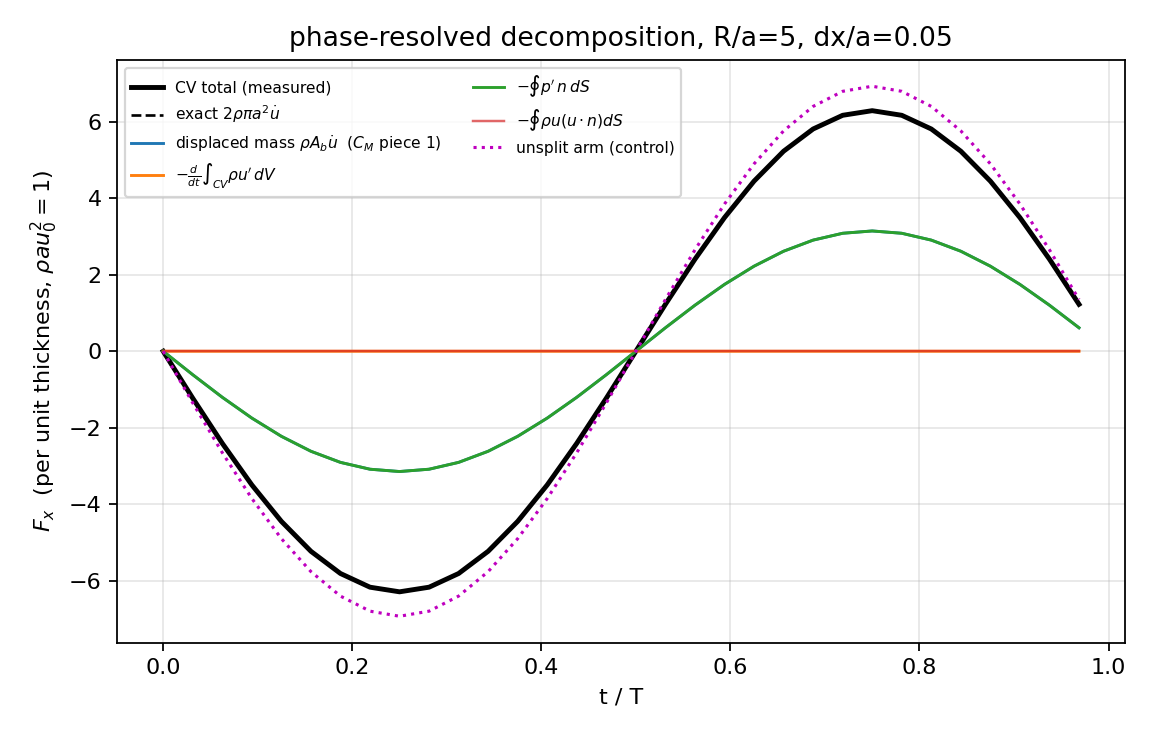 phase-resolved decomposition, R/a=5, dx/a=0.05
CV total (measured)
exact 2ρπa²u̇
displaced mass ρA_b u̇ (C_M piece 1)
−d/dt ∫_CV ρu′ dV
−∮p′ n dS
−∮ρu(u · n)dS
unsplit arm (control)
F_x (per unit thickness, ρau₀² = 1)
6
4
2
0
−2
−4
−6
0.0 0.2 0.4 0.6 0.8 1.0
t / T